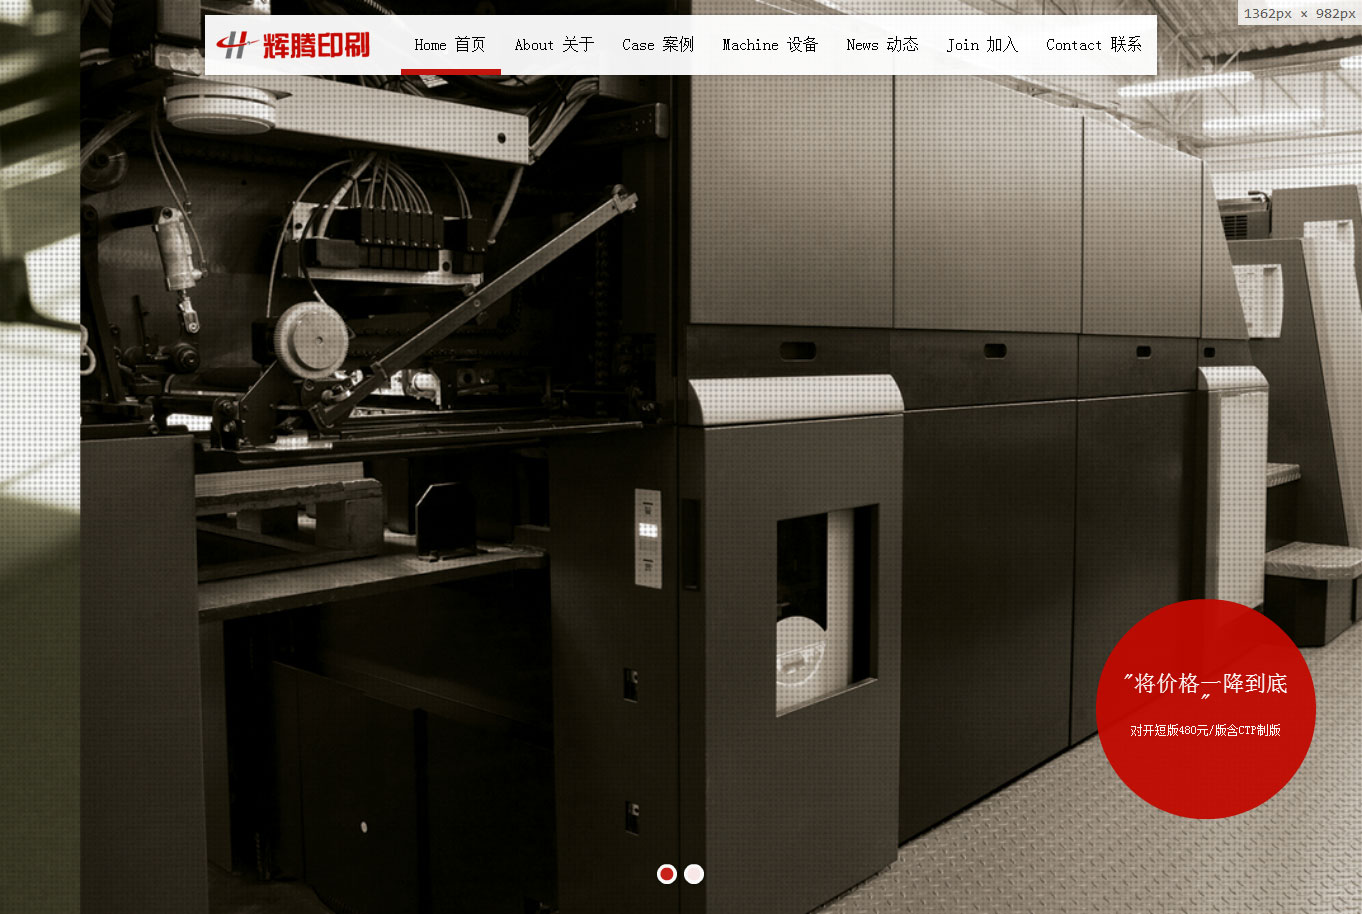 1362px × 982px
辉腾印刷
Home 首页
About 关于
Case 案例
Machine 设备
News 动态
Join 加入
Contact 联系
"将价格一降到底
"
对开短版480元/版含CTP制版